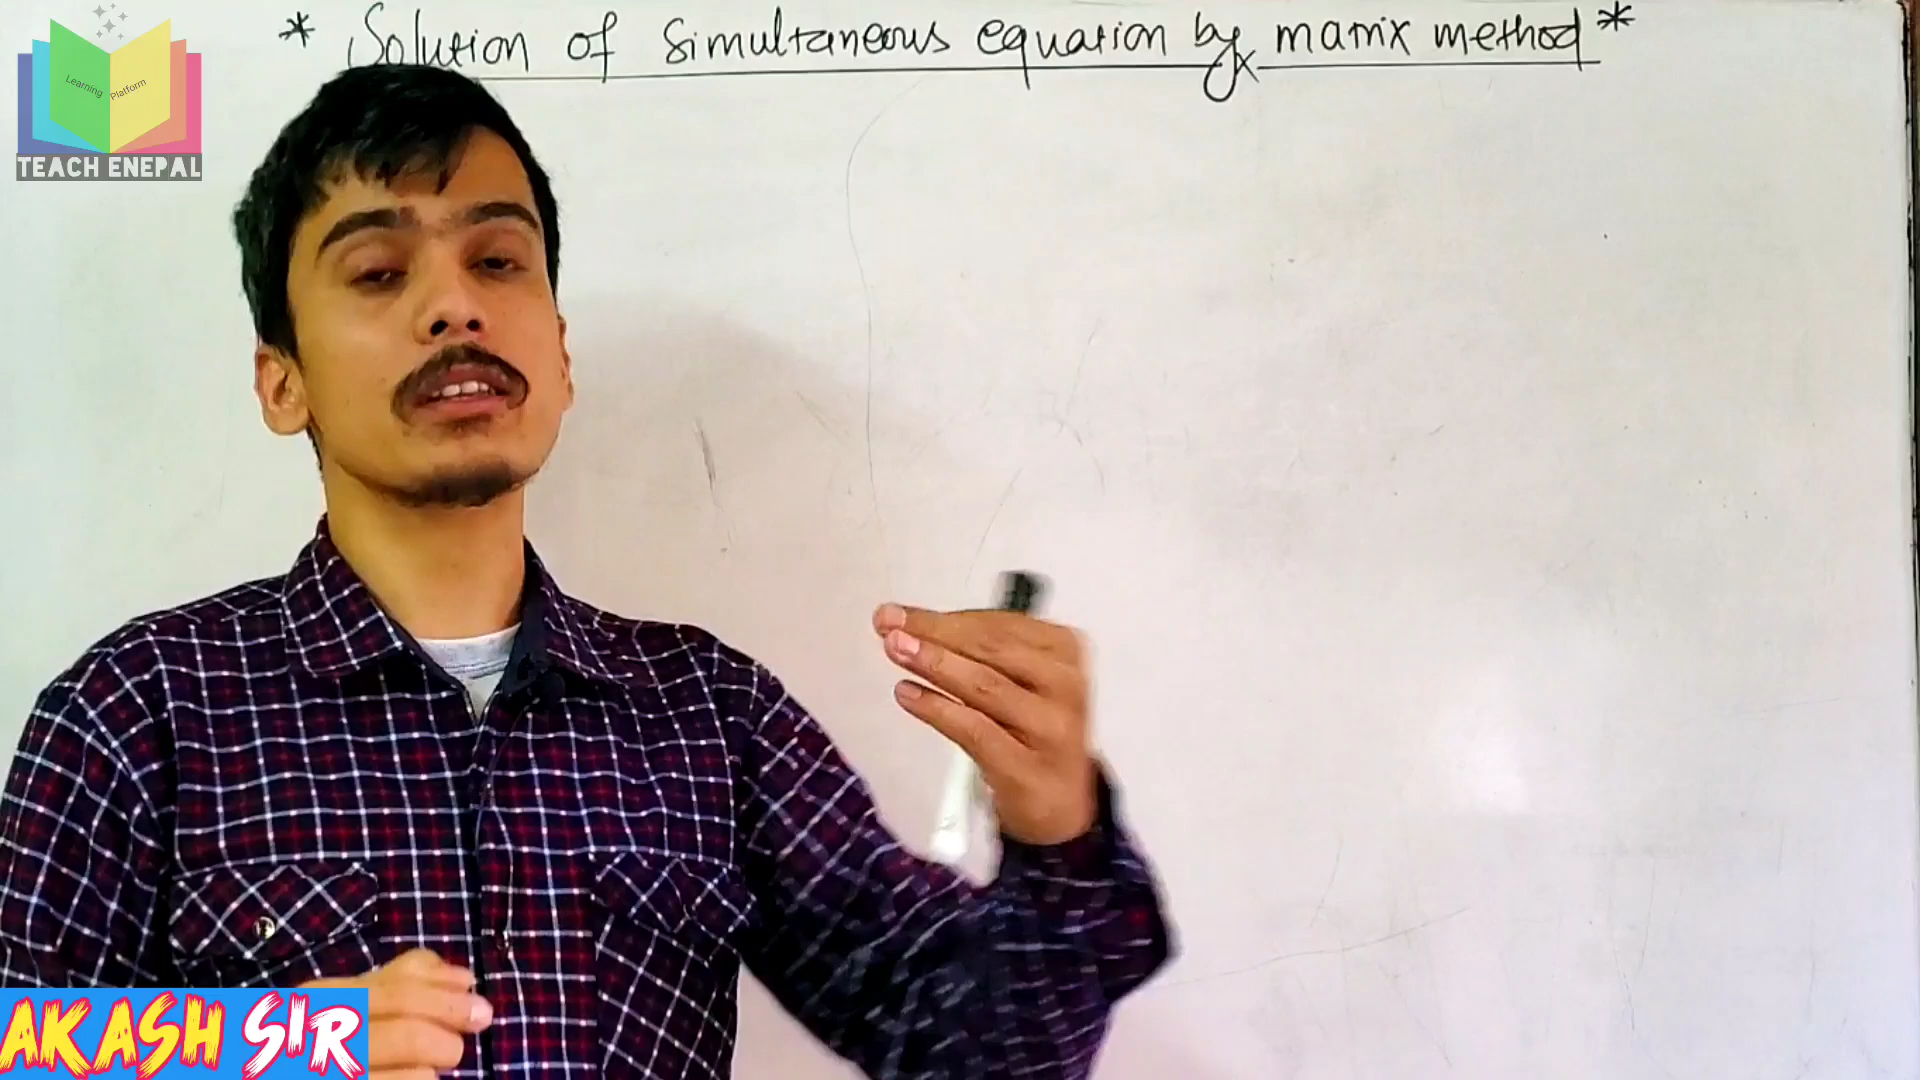 * Solution of simultaneous equation by matrix method *
Learning Platform
TEACH ENEPAL
AKASH SIR